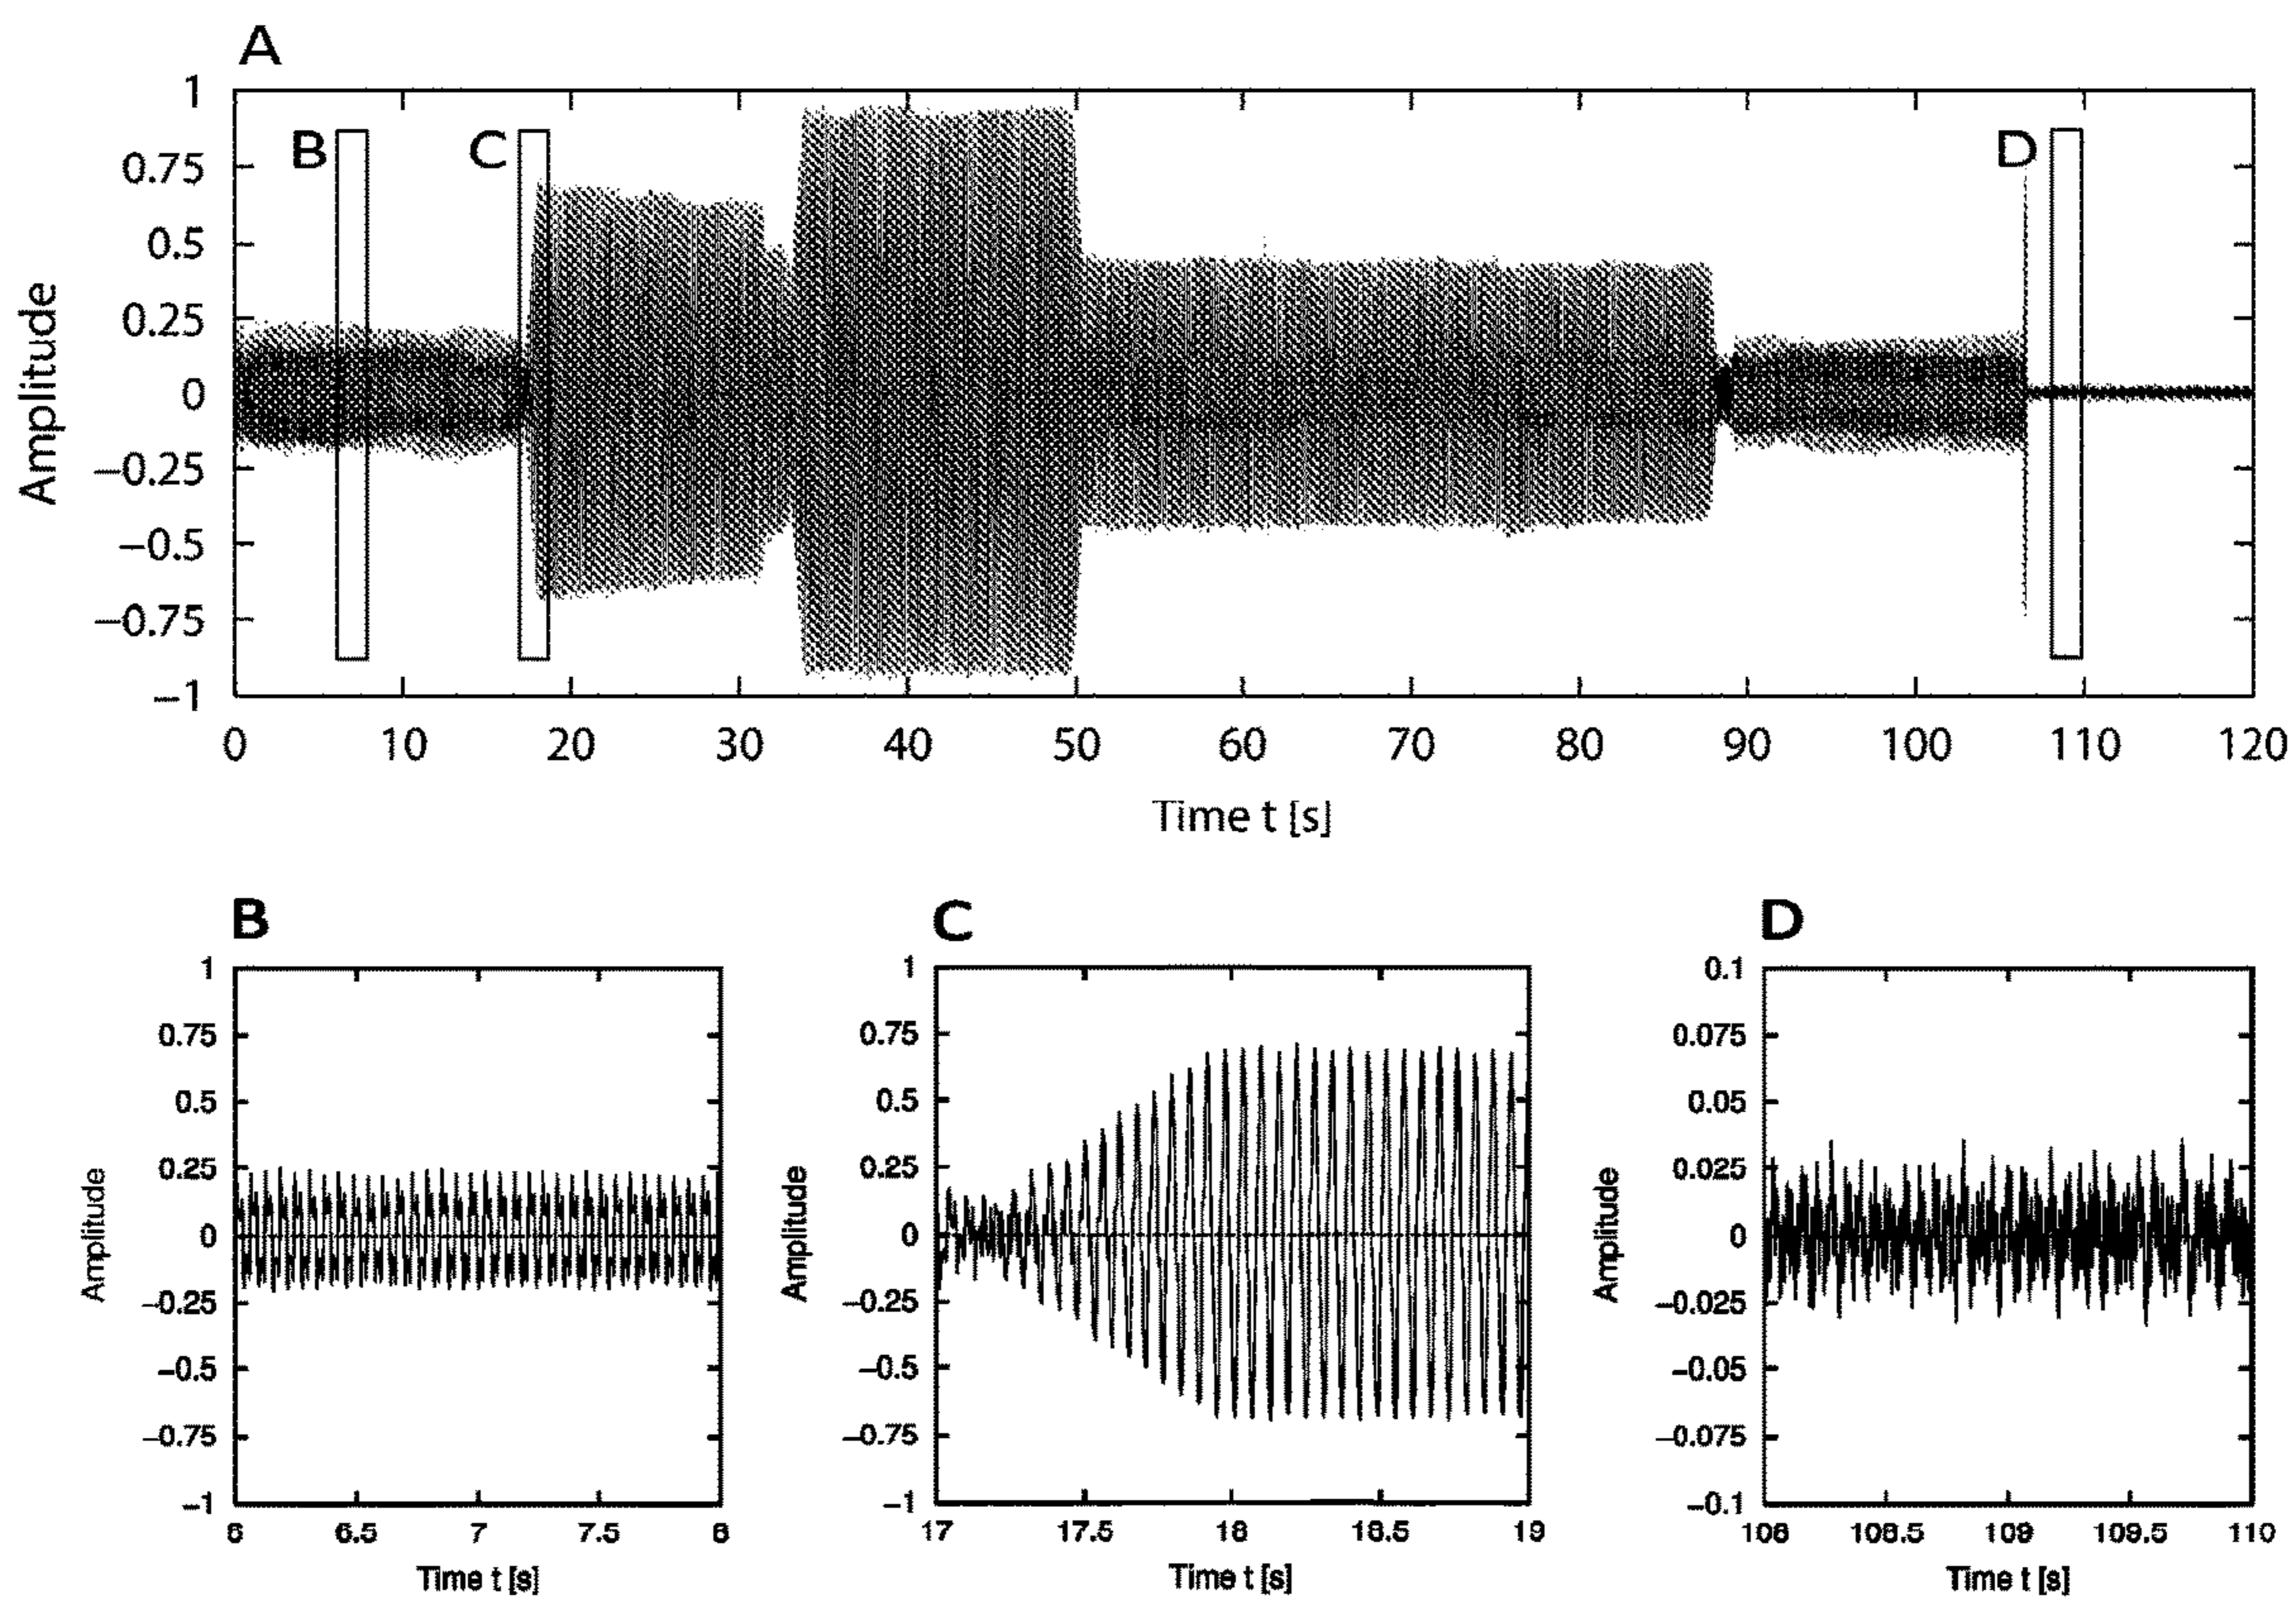 A
1
0.75
0.5
0.25
0
−0.25
−0.5
−0.75
−1
Amplitude
B
C
D
0 10 20 30 40 50 60 70 80 90 100 110 120
Time t [s]
B
1
0.75
0.5
0.25
0
−0.25
−0.5
−0.75
−1
Amplitude
6 6.5 7 7.5 8
Time t [s]
C
1
0.75
0.5
0.25
0
−0.25
−0.5
−0.75
−1
Amplitude
17 17.5 18 18.5 19
Time t [s]
D
0.1
0.075
0.05
0.025
0
−0.025
−0.05
−0.075
−0.1
Amplitude
108 108.5 109 109.5 110
Time t [s]